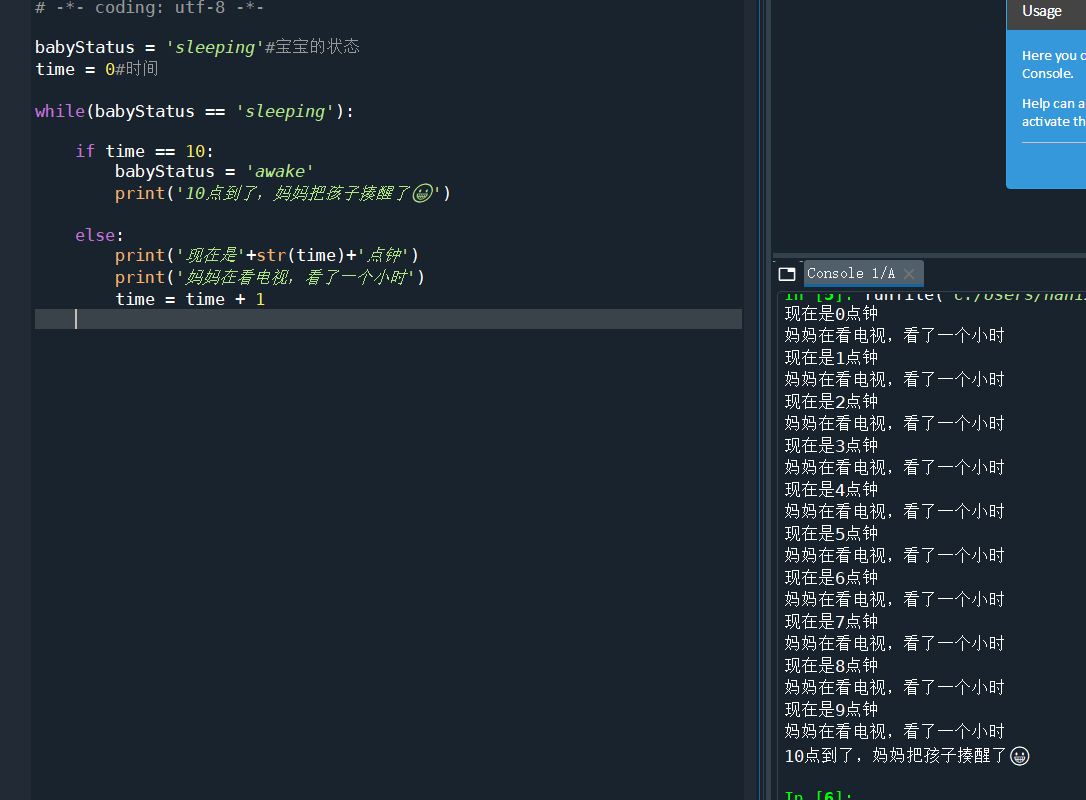 # -*- coding: utf-8 -*-
babyStatus = 'sleeping'#宝宝的状态
time = 0#时间
while(babyStatus == 'sleeping'):
if time == 10:
babyStatus = 'awake'
print('10点到了，妈妈把孩子揍醒了😀')
else:
print('现在是'+str(time)+'点钟')
print('妈妈在看电视，看了一个小时')
time = time + 1
Usage
Here you c
Console.
Help can a
activate th
Console 1/A
In [5]: runfile('C:/Users/hani
现在是0点钟
妈妈在看电视，看了一个小时
现在是1点钟
妈妈在看电视，看了一个小时
现在是2点钟
妈妈在看电视，看了一个小时
现在是3点钟
妈妈在看电视，看了一个小时
现在是4点钟
妈妈在看电视，看了一个小时
现在是5点钟
妈妈在看电视，看了一个小时
现在是6点钟
妈妈在看电视，看了一个小时
现在是7点钟
妈妈在看电视，看了一个小时
现在是8点钟
妈妈在看电视，看了一个小时
现在是9点钟
妈妈在看电视，看了一个小时
10点到了，妈妈把孩子揍醒了😀
In [6]: